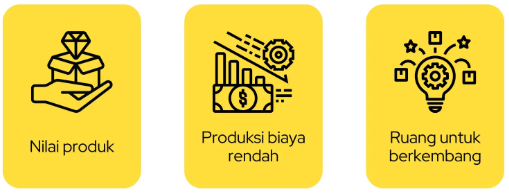 Nilai produk
Produksi biaya
rendah
Ruang untuk
berkembang